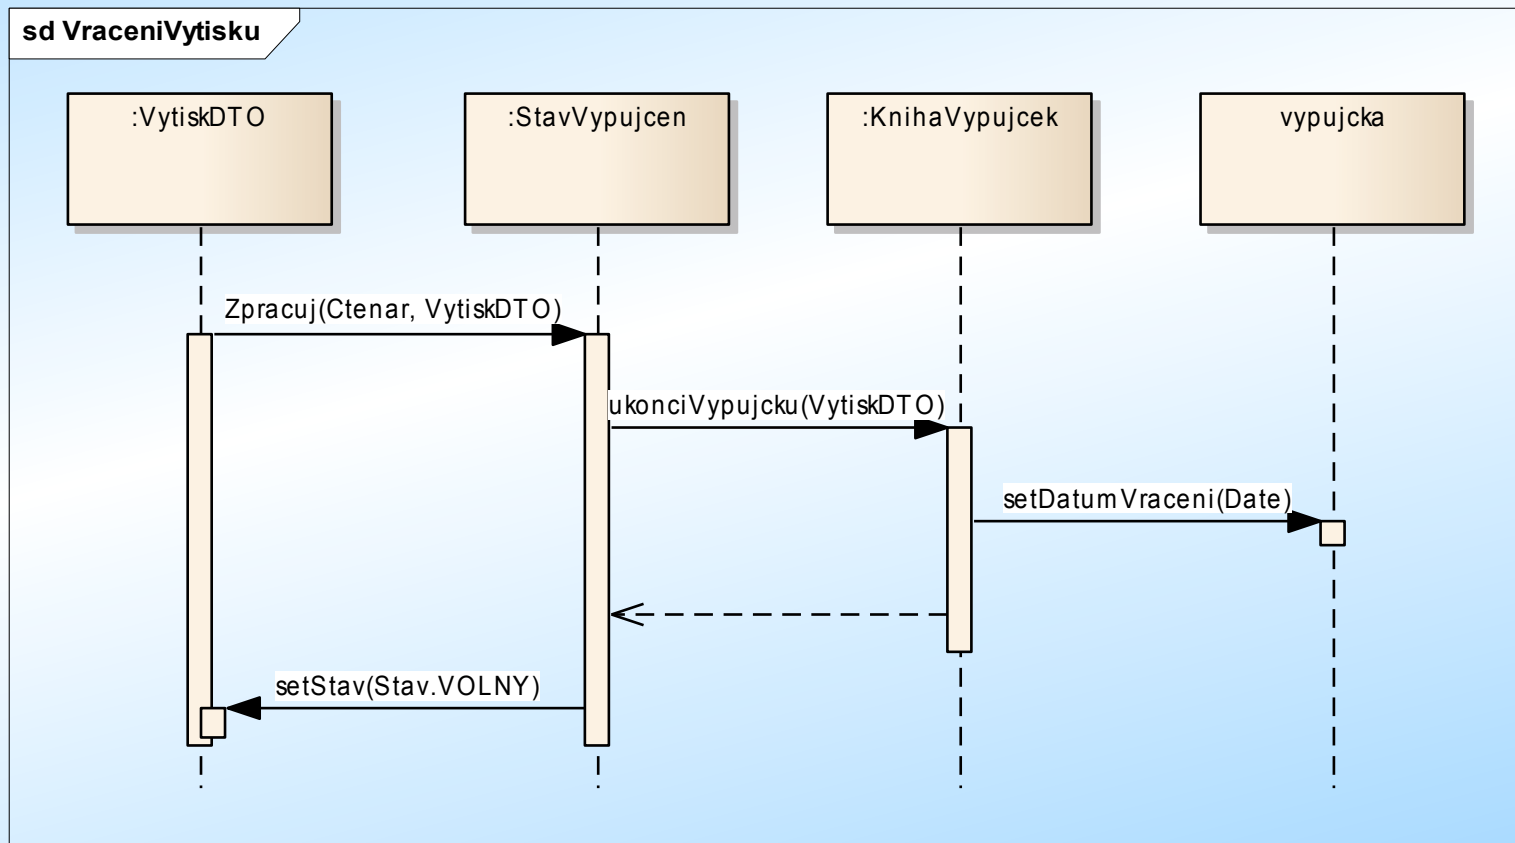 sd VraceniVytisku
:VytiskDTO
:StavVypujcen
:KnihaVypujcek
vypujcka
Zpracuj(Ctenar, VytiskDTO)
ukonciVypujcku(VytiskDTO)
setDatumVraceni(Date)
setStav(Stav.VOLNY)